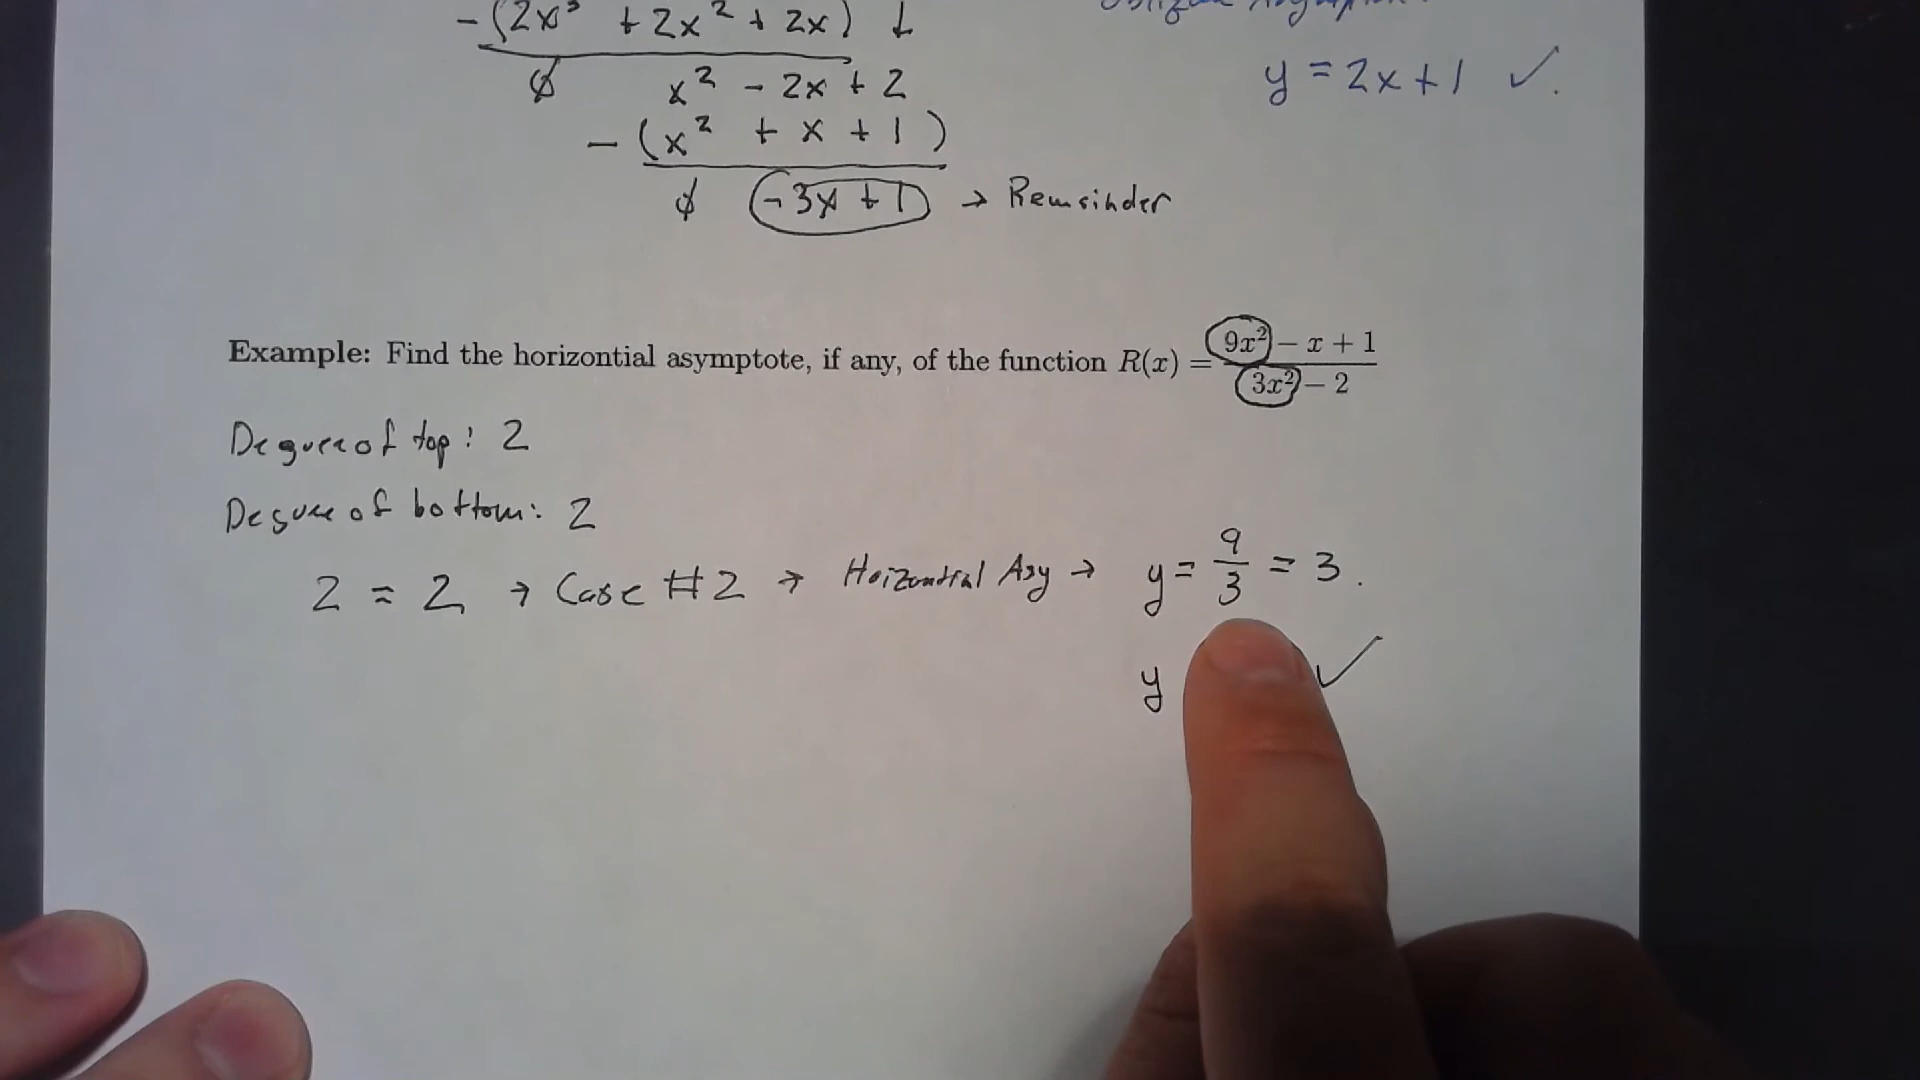 -(2x³ + 2x² + 2x) ↓
y = 2x+1 ✓.
0 x² - 2x + 2
- (x² + x + 1)
0 -3x + 1 → Remainder
Example: Find the horizontial asymptote, if any, of the function R(x) = 9x² − x + 1 / 3x² − 2
Degree of top: 2
Degree of bottom: 2
2 = 2 → Case #2 → Hoizontial Asy → y = 9/3 = 3.
y ✓